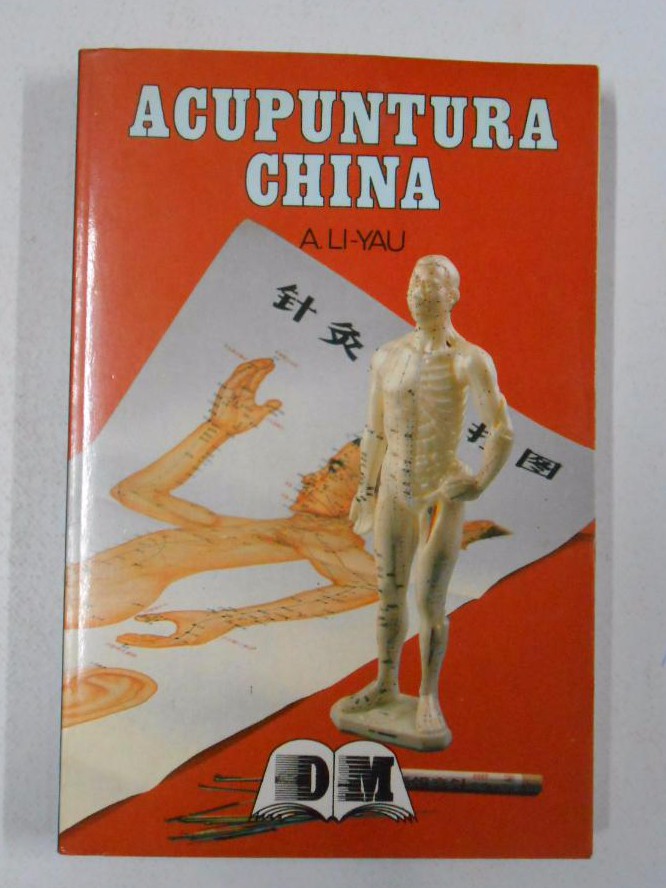 ACUPUNTURA
CHINA
A. LI-YAU
针灸
图
DM